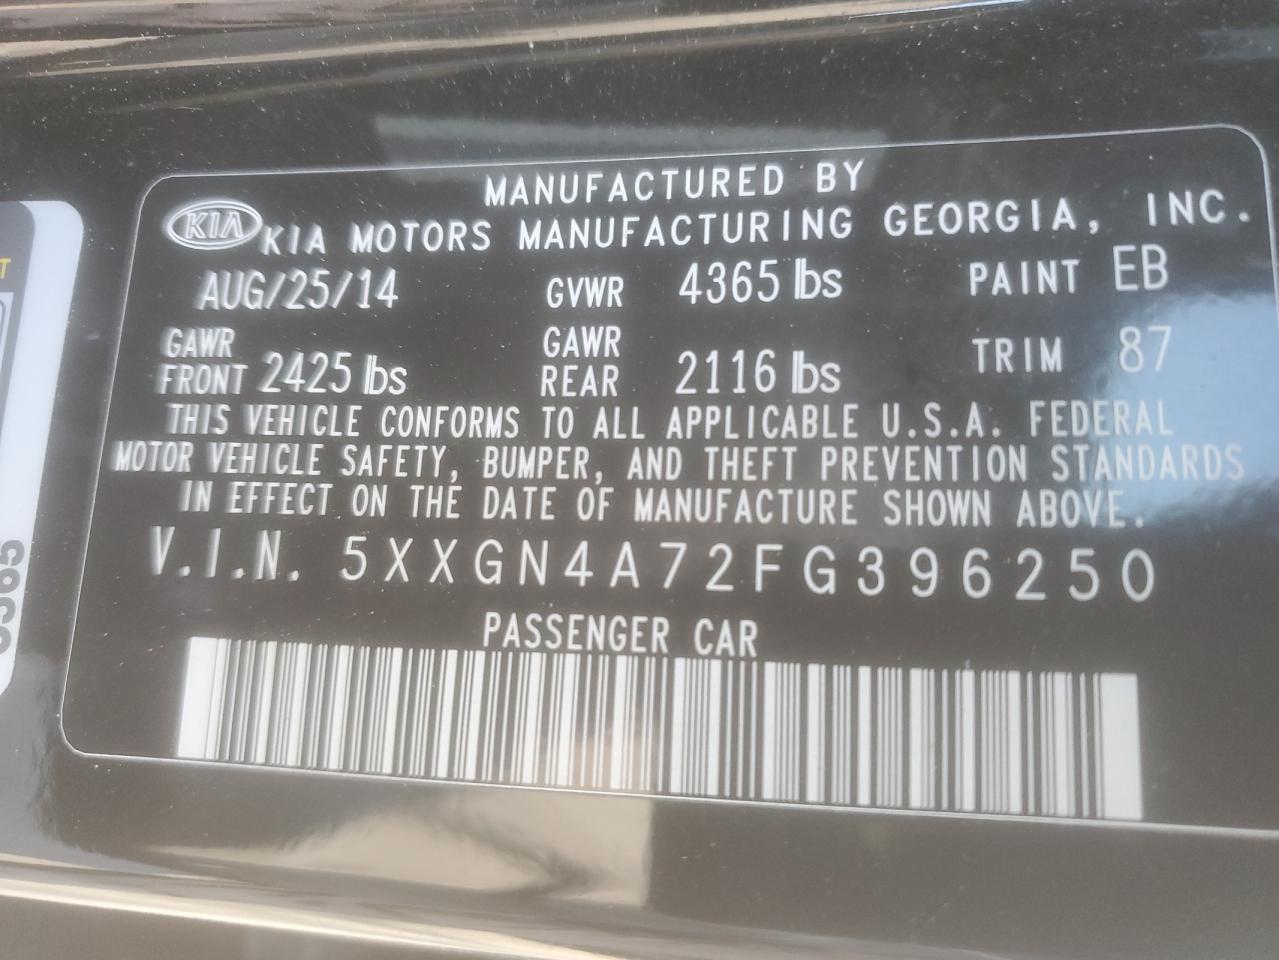 MANUFACTURED BY
KIA KIA MOTORS MANUFACTURING GEORGIA, INC.
AUG/25/14 GVWR 4365 lbs PAINT EB
GAWR FRONT 2425 lbs GAWR REAR 2116 lbs TRIM 87
THIS VEHICLE CONFORMS TO ALL APPLICABLE U.S.A. FEDERAL
MOTOR VEHICLE SAFETY, BUMPER, AND THEFT PREVENTION STANDARDS
IN EFFECT ON THE DATE OF MANUFACTURE SHOWN ABOVE.
V.I.N. 5XXGN4A72FG396250
PASSENGER CAR